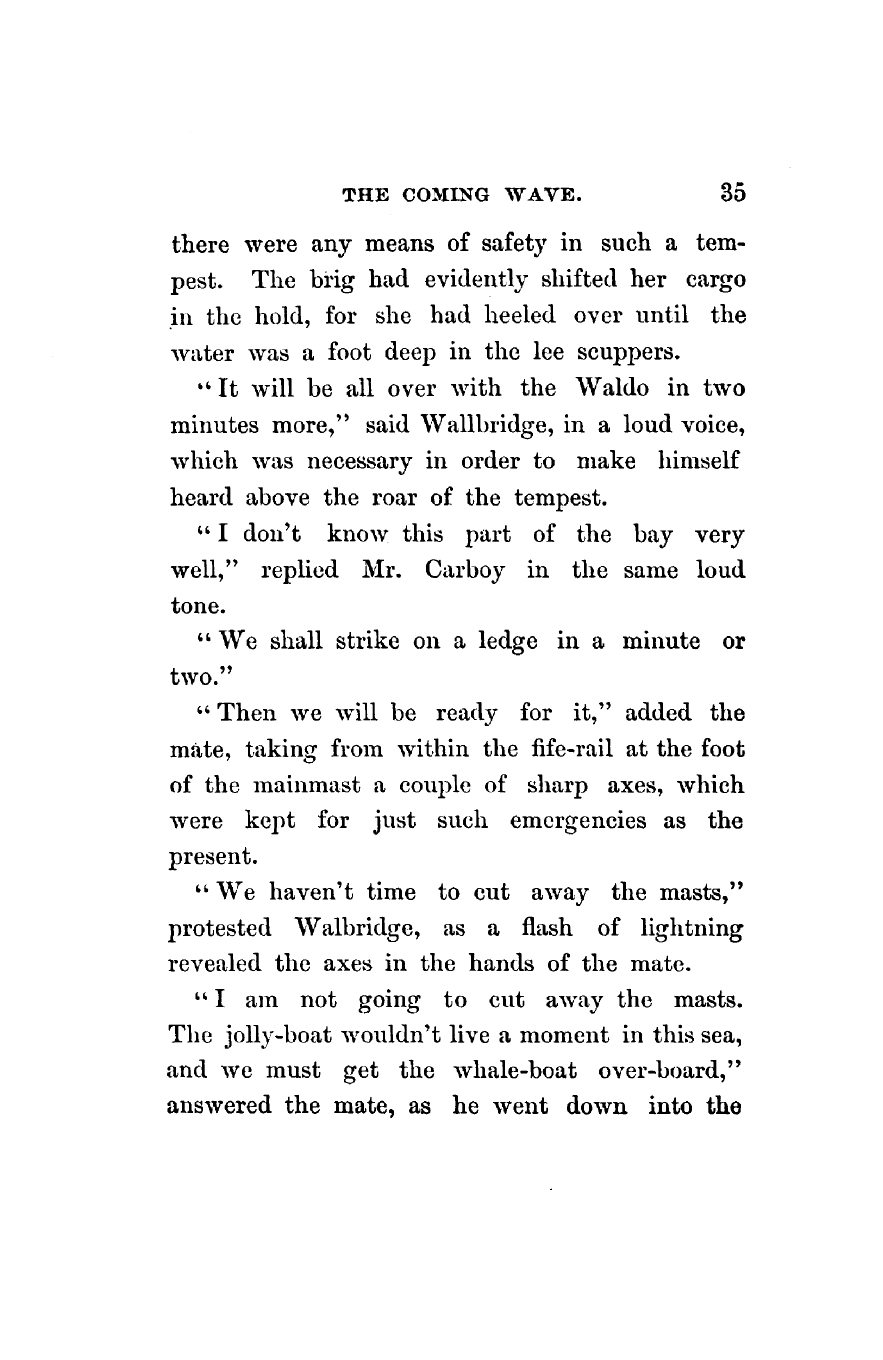 THE COMING WAVE. 35
there were any means of safety in such a tem-
pest. The brig had evidently shifted her cargo
in the hold, for she had heeled over until the
water was a foot deep in the lee scuppers.
"It will be all over with the Waldo in two
minutes more," said Wallbridge, in a loud voice,
which was necessary in order to make himself
heard above the roar of the tempest.
"I don't know this part of the bay very
well," replied Mr. Carboy in the same loud
tone.
"We shall strike on a ledge in a minute or
two."
"Then we will be ready for it," added the
mate, taking from within the fife-rail at the foot
of the mainmast a couple of sharp axes, which
were kept for just such emergencies as the
present.
"We haven't time to cut away the masts,"
protested Walbridge, as a flash of lightning
revealed the axes in the hands of the mate.
"I am not going to cut away the masts.
The jolly-boat wouldn't live a moment in this sea,
and we must get the whale-boat over-board,"
answered the mate, as he went down into the